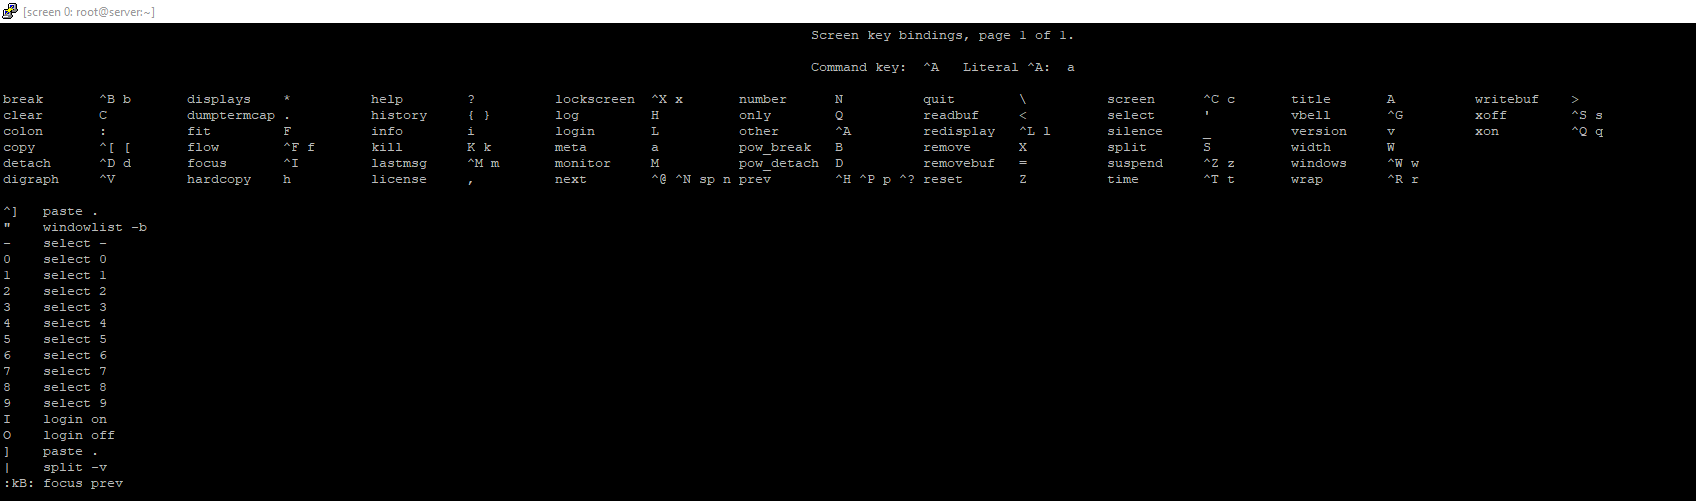 [screen 0: root@server:~]
Screen key bindings, page 1 of 1.
Command key:  ^A   Literal ^A:  a
break       ^B b       displays    *          help        ?          lockscreen  ^X x       number      N          quit        \          screen      ^C c       title       A          writebuf    >
clear       C          dumptermcap .          history     { }        log         H          only        Q          readbuf     <          select      '          vbell       ^G         xoff        ^S s
colon       :          fit         F          info        i          login       L          other       ^A         redisplay   ^L l       silence     _          version     v          xon         ^Q q
copy        ^[ [       flow        ^F f       kill        K k        meta        a          pow_break   B          remove      X          split       S          width       W
detach      ^D d       focus       ^I         lastmsg     ^M m       monitor     M          pow_detach  D          removebuf   =          suspend     ^Z z       windows     ^W w
digraph     ^V         hardcopy    h          license     ,          next        ^@ ^N sp n prev        ^H ^P p ^? reset       Z          time        ^T t       wrap        ^R r
^]   paste .
"    windowlist -b
-    select -
0    select 0
1    select 1
2    select 2
3    select 3
4    select 4
5    select 5
6    select 6
7    select 7
8    select 8
9    select 9
I    login on
O    login off
]    paste .
|    split -v
:kB: focus prev